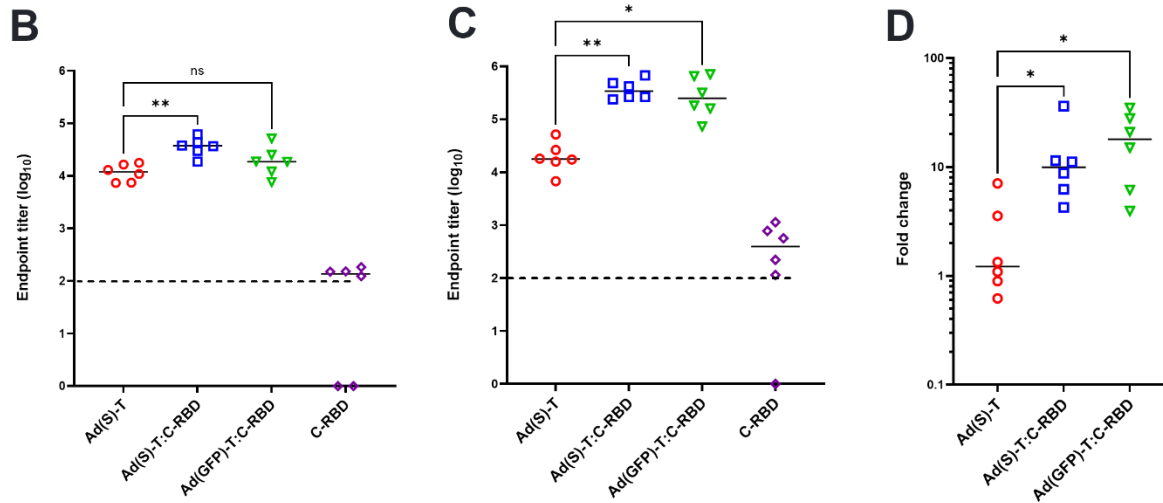 B
ns
**
6
5
4
3
2
1
0
Endpoint titer (log10)
Ad(S)-T
Ad(S)-T:C-RBD
Ad(GFP)-T:C-RBD
C-RBD
C
*
**
6
5
4
3
2
1
0
Endpoint titer (log10)
Ad(S)-T
Ad(S)-T:C-RBD
Ad(GFP)-T:C-RBD
C-RBD
D
*
*
100
10
1
0.1
Fold change
Ad(S)-T
Ad(S)-T:C-RBD
Ad(GFP)-T:C-RBD